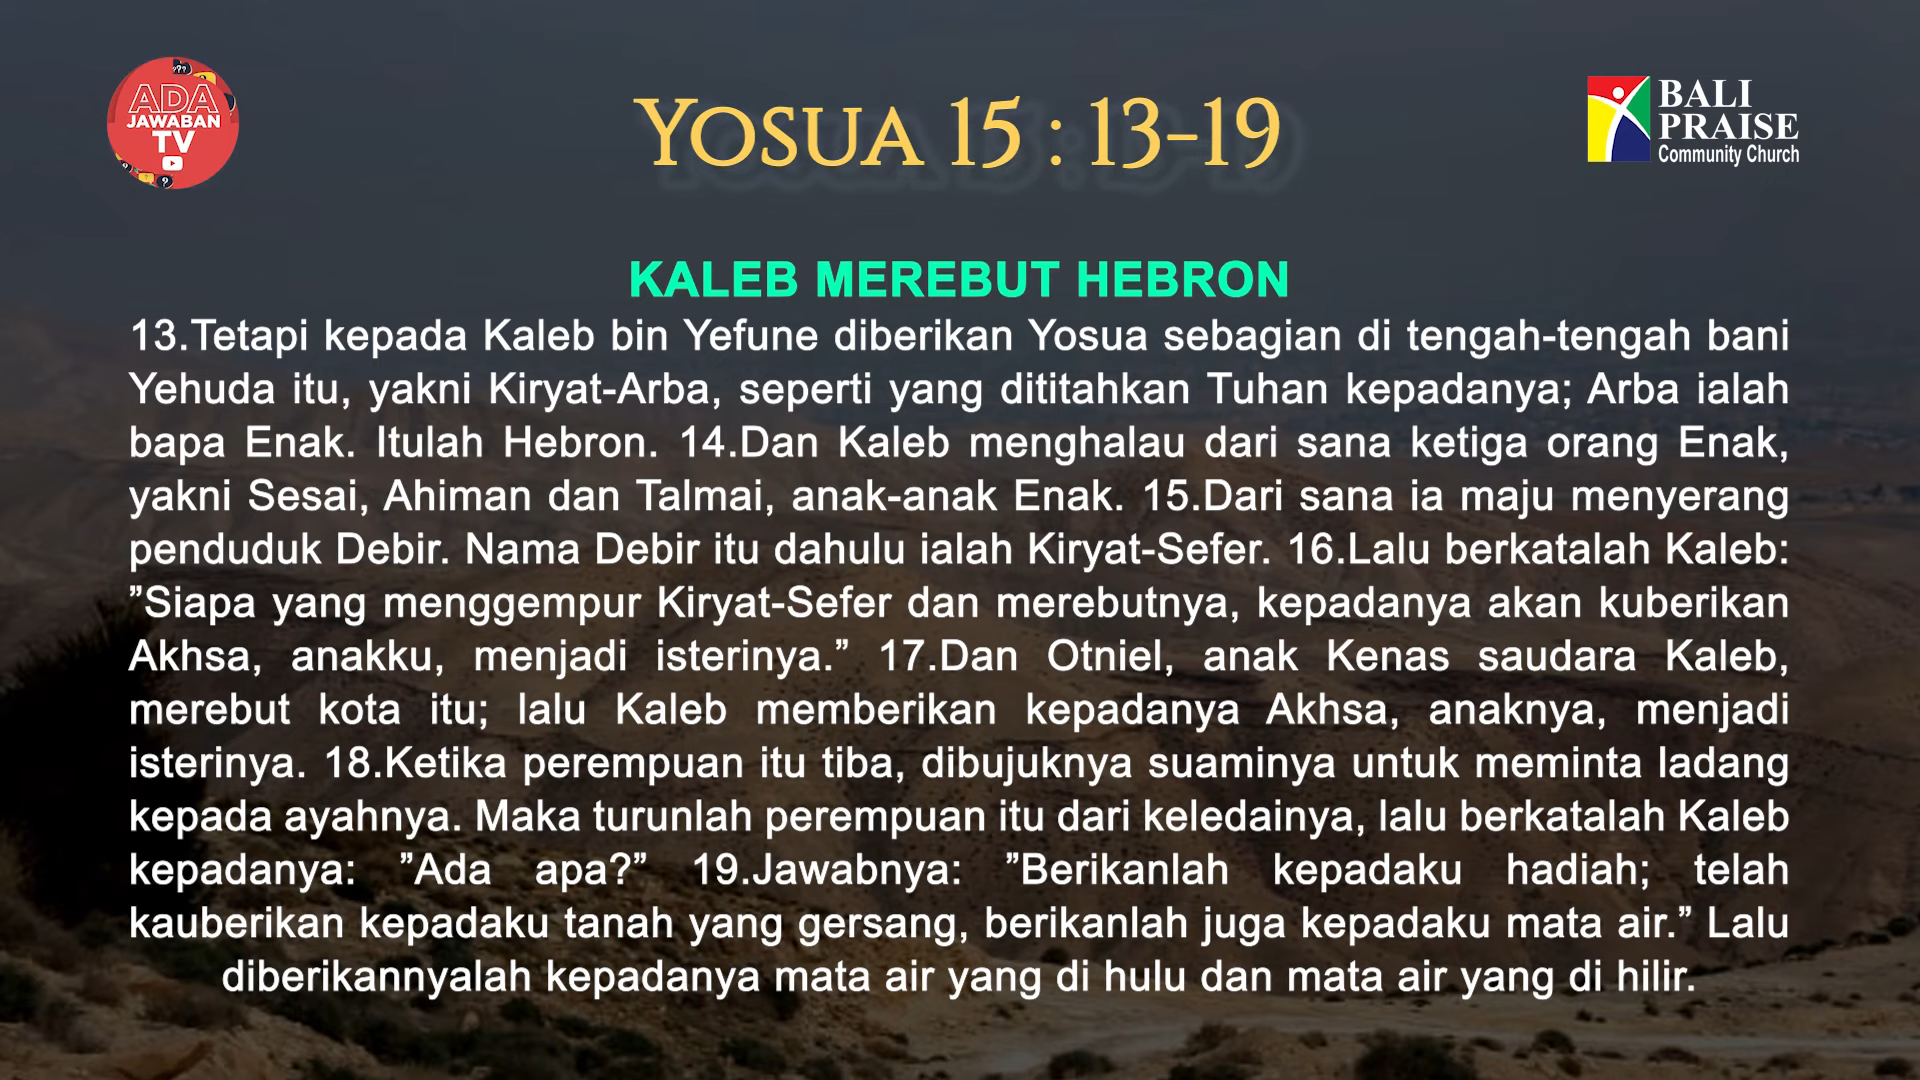 ADA
JAWABAN
TV
YOSUA 15 : 13-19
BALI
PRAISE
Community Church
KALEB MEREBUT HEBRON
13.Tetapi kepada Kaleb bin Yefune diberikan Yosua sebagian di tengah-tengah bani
Yehuda itu, yakni Kiryat-Arba, seperti yang dititahkan Tuhan kepadanya; Arba ialah
bapa Enak. Itulah Hebron. 14.Dan Kaleb menghalau dari sana ketiga orang Enak,
yakni Sesai, Ahiman dan Talmai, anak-anak Enak. 15.Dari sana ia maju menyerang
penduduk Debir. Nama Debir itu dahulu ialah Kiryat-Sefer. 16.Lalu berkatalah Kaleb:
”Siapa yang menggempur Kiryat-Sefer dan merebutnya, kepadanya akan kuberikan
Akhsa, anakku, menjadi isterinya.” 17.Dan Otniel, anak Kenas saudara Kaleb,
merebut kota itu; lalu Kaleb memberikan kepadanya Akhsa, anaknya, menjadi
isterinya. 18.Ketika perempuan itu tiba, dibujuknya suaminya untuk meminta ladang
kepada ayahnya. Maka turunlah perempuan itu dari keledainya, lalu berkatalah Kaleb
kepadanya: ”Ada apa?” 19.Jawabnya: ”Berikanlah kepadaku hadiah; telah
kauberikan kepadaku tanah yang gersang, berikanlah juga kepadaku mata air.” Lalu
diberikannyalah kepadanya mata air yang di hulu dan mata air yang di hilir.